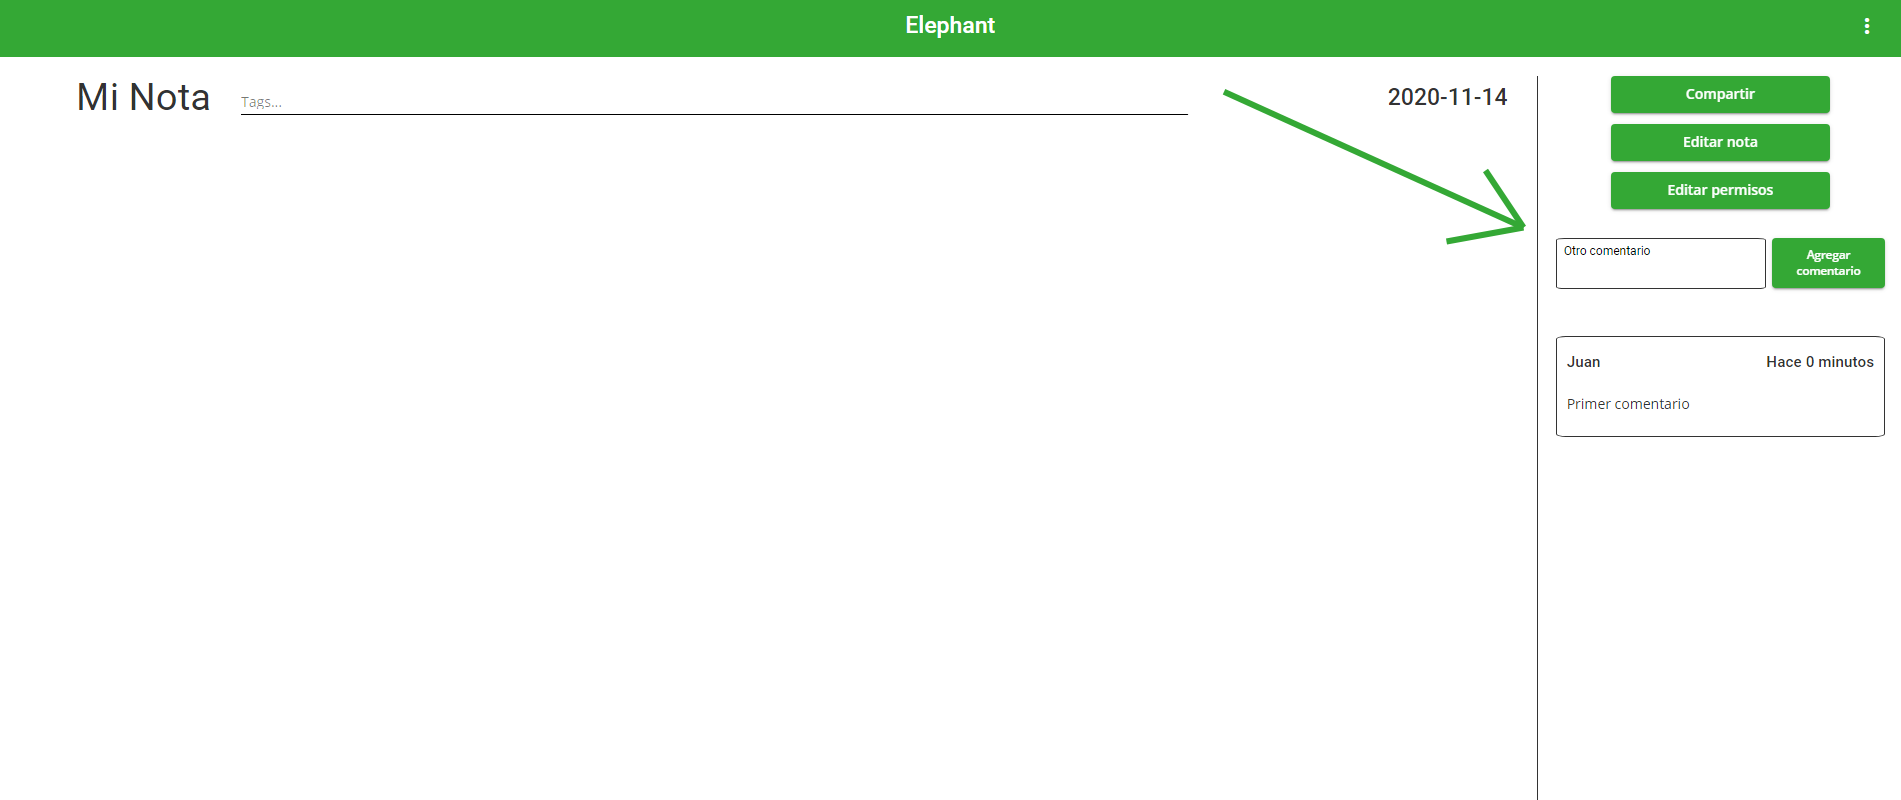 Elephant
Mi Nota
Tags...
2020-11-14
Compartir
Editar nota
Editar permisos
Otro comentario
Agregar
comentario
Juan
Hace 0 minutos
Primer comentario